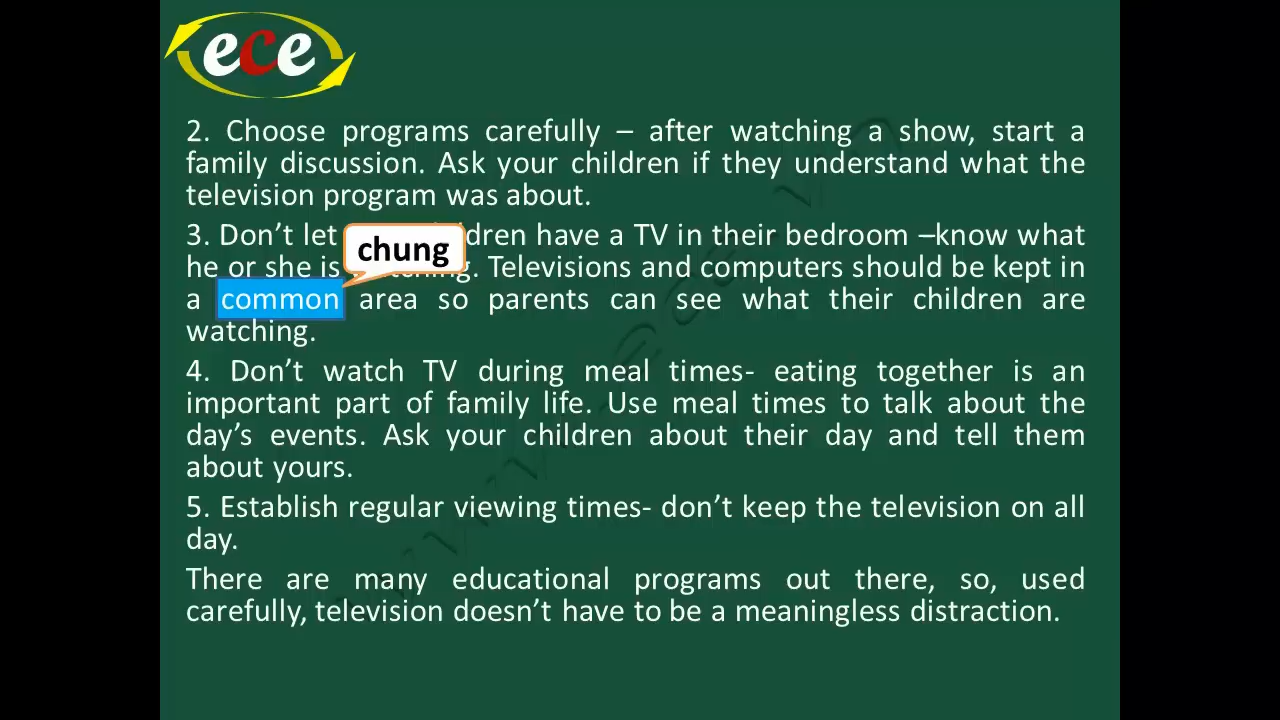 ece
2. Choose programs carefully – after watching a show, start a
family discussion. Ask your children if they understand what the
television program was about.
3. Don’t let have a TV in their bedroom –know what
chung
he or she is Televisions and computers should be kept in
a common area so parents can see what their children are
watching.
4. Don’t watch TV during meal times- eating together is an
important part of family life. Use meal times to talk about the
day’s events. Ask your children about their day and tell them
about yours.
5. Establish regular viewing times- don’t keep the television on all
day.
There are many educational programs out there, so, used
carefully, television doesn’t have to be a meaningless distraction.